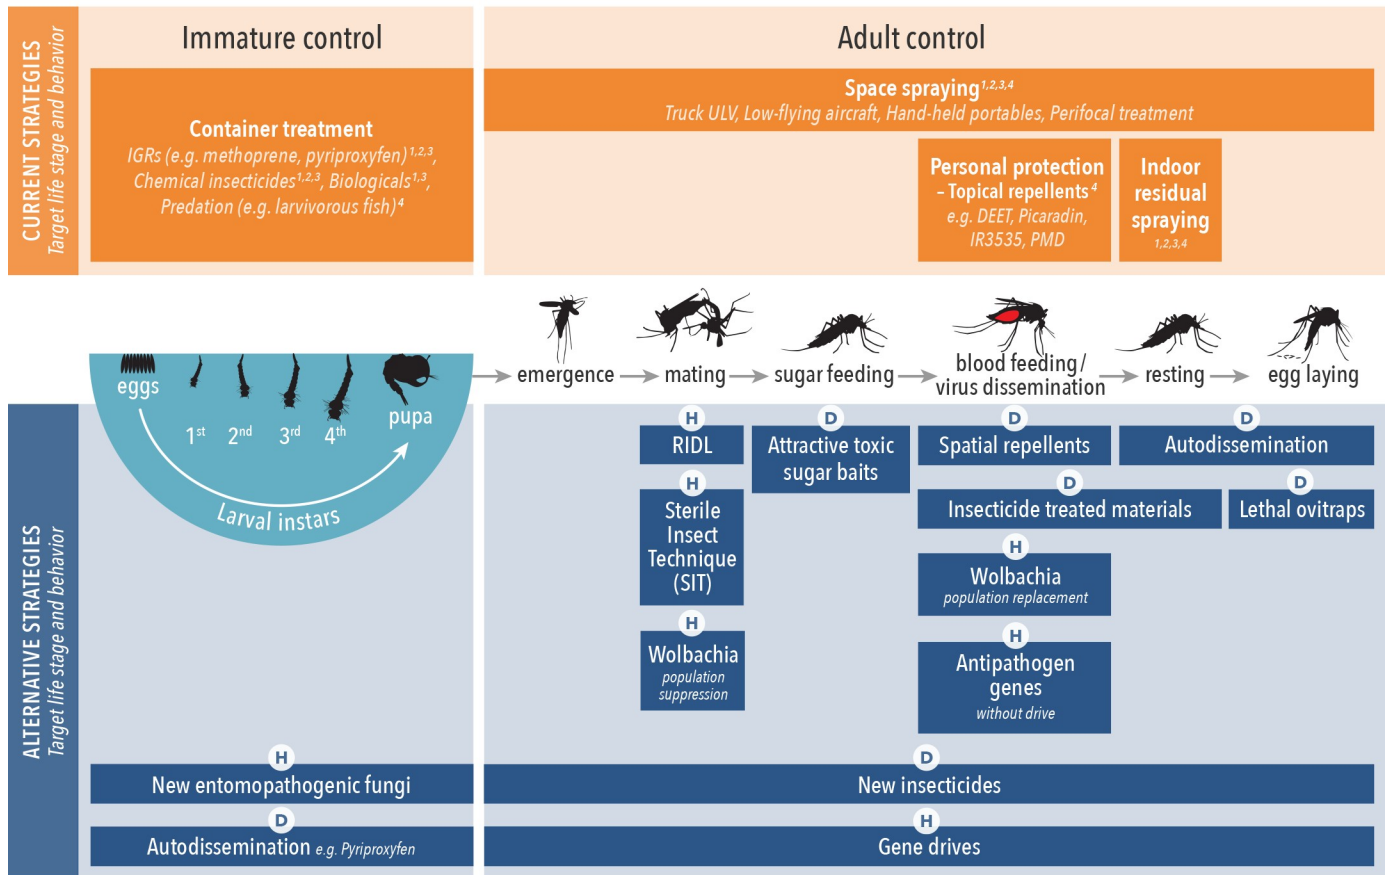 CURRENT STRATEGIES
Target life stage and behavior
Immature control
Container treatment
IGRs (e.g. methoprene, pyriproxyfen)1,2,3,
Chemical insecticides1,2,3, Biologicals1,3,
Predation (e.g. larvivorous fish)4
Adult control
Space spraying1,2,3,4
Truck ULV, Low-flying aircraft, Hand-held portables, Perifocal treatment
Personal protection
– Topical repellents4
e.g. DEET, Picaradin,
IR3535, PMD
Indoor
residual
spraying
1,2,3,4
eggs
1st
2nd
3rd
4th
pupa
Larval instars
emergence
mating
sugar feeding
blood feeding/
virus dissemination
resting
egg laying
ALTERNATIVE STRATEGIES
Target life stage and behavior
H
RIDL
H
Sterile
Insect
Technique
(SIT)
H
Wolbachia
population
suppression
D
Attractive toxic
sugar baits
D
Spatial repellents
D
Autodissemination
D
Insecticide treated materials
D
Lethal ovitraps
H
Wolbachia
population replacement
H
Antipathogen
genes
without drive
H
New entomopathogenic fungi
D
New insecticides
D
Autodissemination e.g. Pyriproxyfen
H
Gene drives